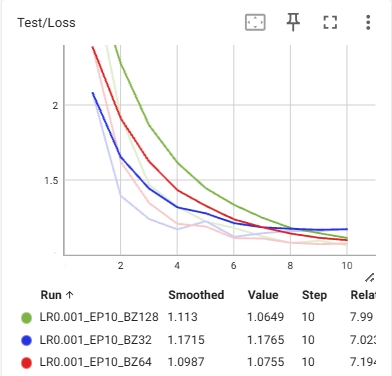 Test/Loss
2
1.5
2 4 6 8 10
Run ↑ Smoothed Value Step Relat
LR0.001_EP10_BZ128 1.113 1.0649 10 7.99
LR0.001_EP10_BZ32 1.1715 1.1765 10 7.023
LR0.001_EP10_BZ64 1.0987 1.0755 10 7.194